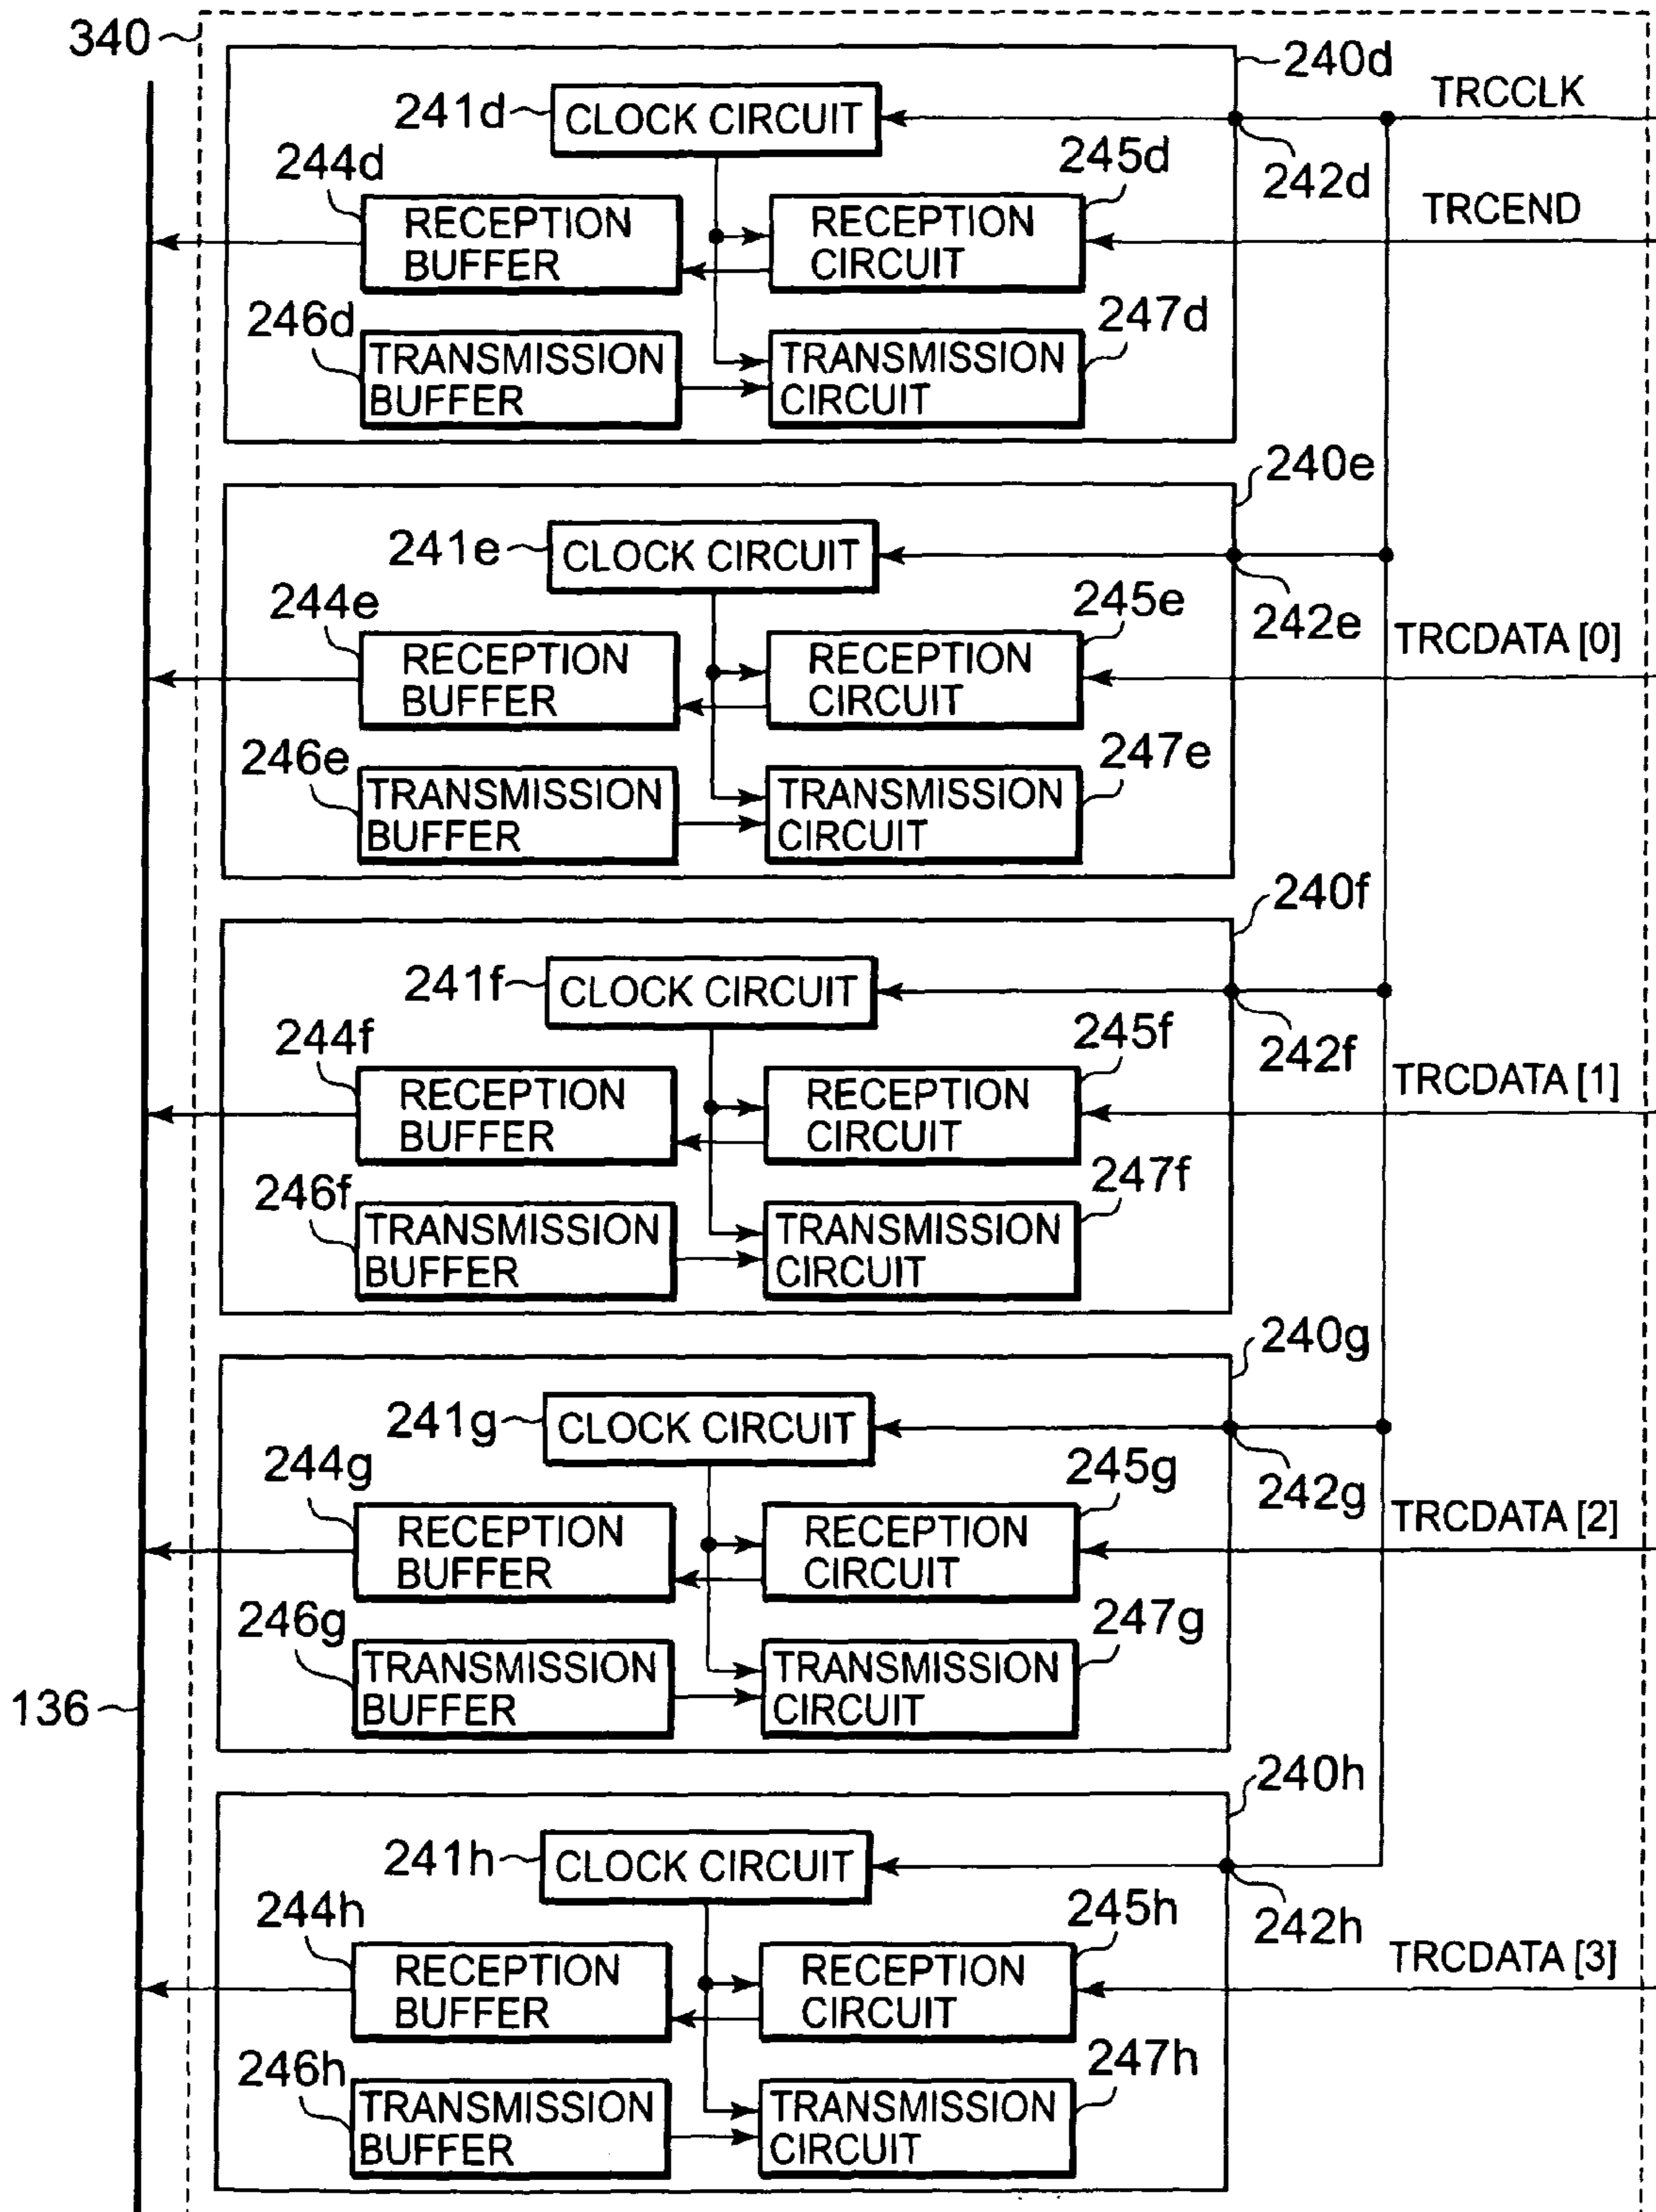 340
240d
TRCCLK
241d
CLOCK CIRCUIT
242d
244d
245d
TRCEND
RECEPTION
BUFFER
RECEPTION
CIRCUIT
246d
247d
TRANSMISSION
BUFFER
TRANSMISSION
CIRCUIT
240e
241e
CLOCK CIRCUIT
242e
244e
245e
TRCDATA [0]
RECEPTION
BUFFER
RECEPTION
CIRCUIT
246e
247e
TRANSMISSION
BUFFER
TRANSMISSION
CIRCUIT
240f
241f
CLOCK CIRCUIT
242f
244f
245f
TRCDATA [1]
RECEPTION
BUFFER
RECEPTION
CIRCUIT
246f
247f
TRANSMISSION
BUFFER
TRANSMISSION
CIRCUIT
240g
241g
CLOCK CIRCUIT
242g
244g
245g
TRCDATA [2]
RECEPTION
BUFFER
RECEPTION
CIRCUIT
246g
247g
TRANSMISSION
BUFFER
TRANSMISSION
CIRCUIT
136
240h
241h
CLOCK CIRCUIT
242h
244h
245h
TRCDATA [3]
RECEPTION
BUFFER
RECEPTION
CIRCUIT
246h
247h
TRANSMISSION
BUFFER
TRANSMISSION
CIRCUIT